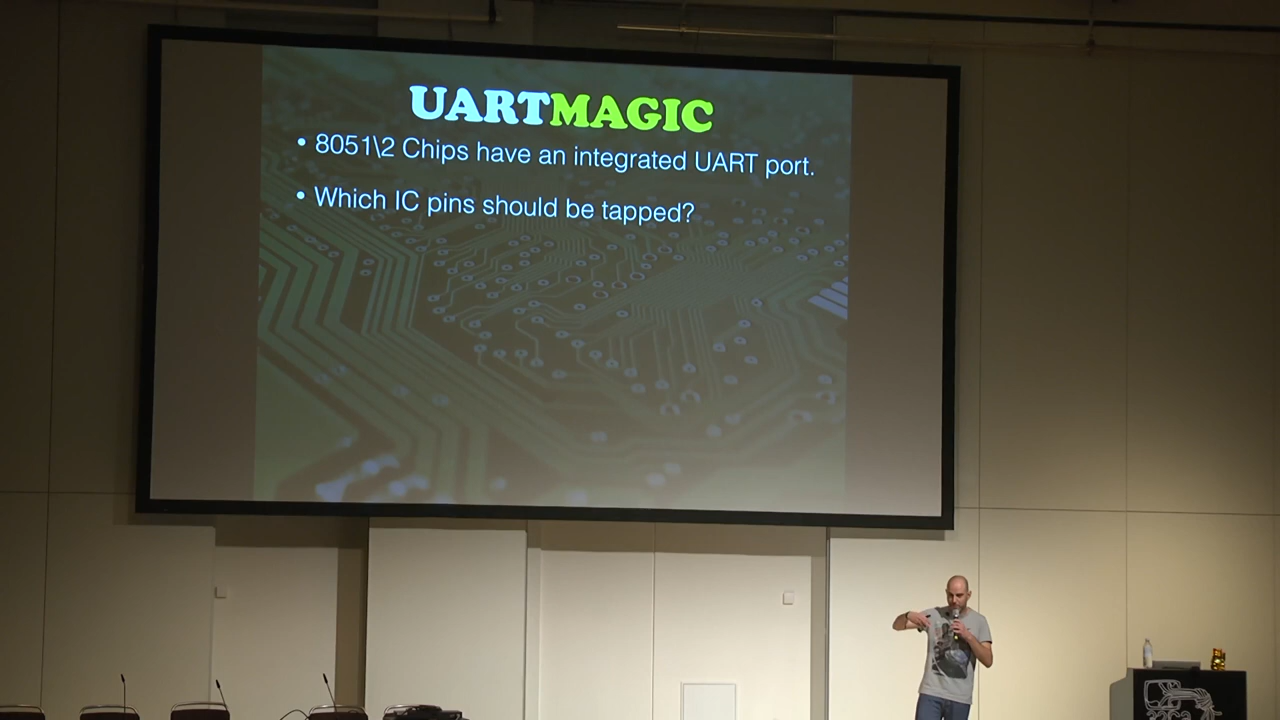 UARTMAGIC
• 8051\2 Chips have an integrated UART port.
• Which IC pins should be tapped?